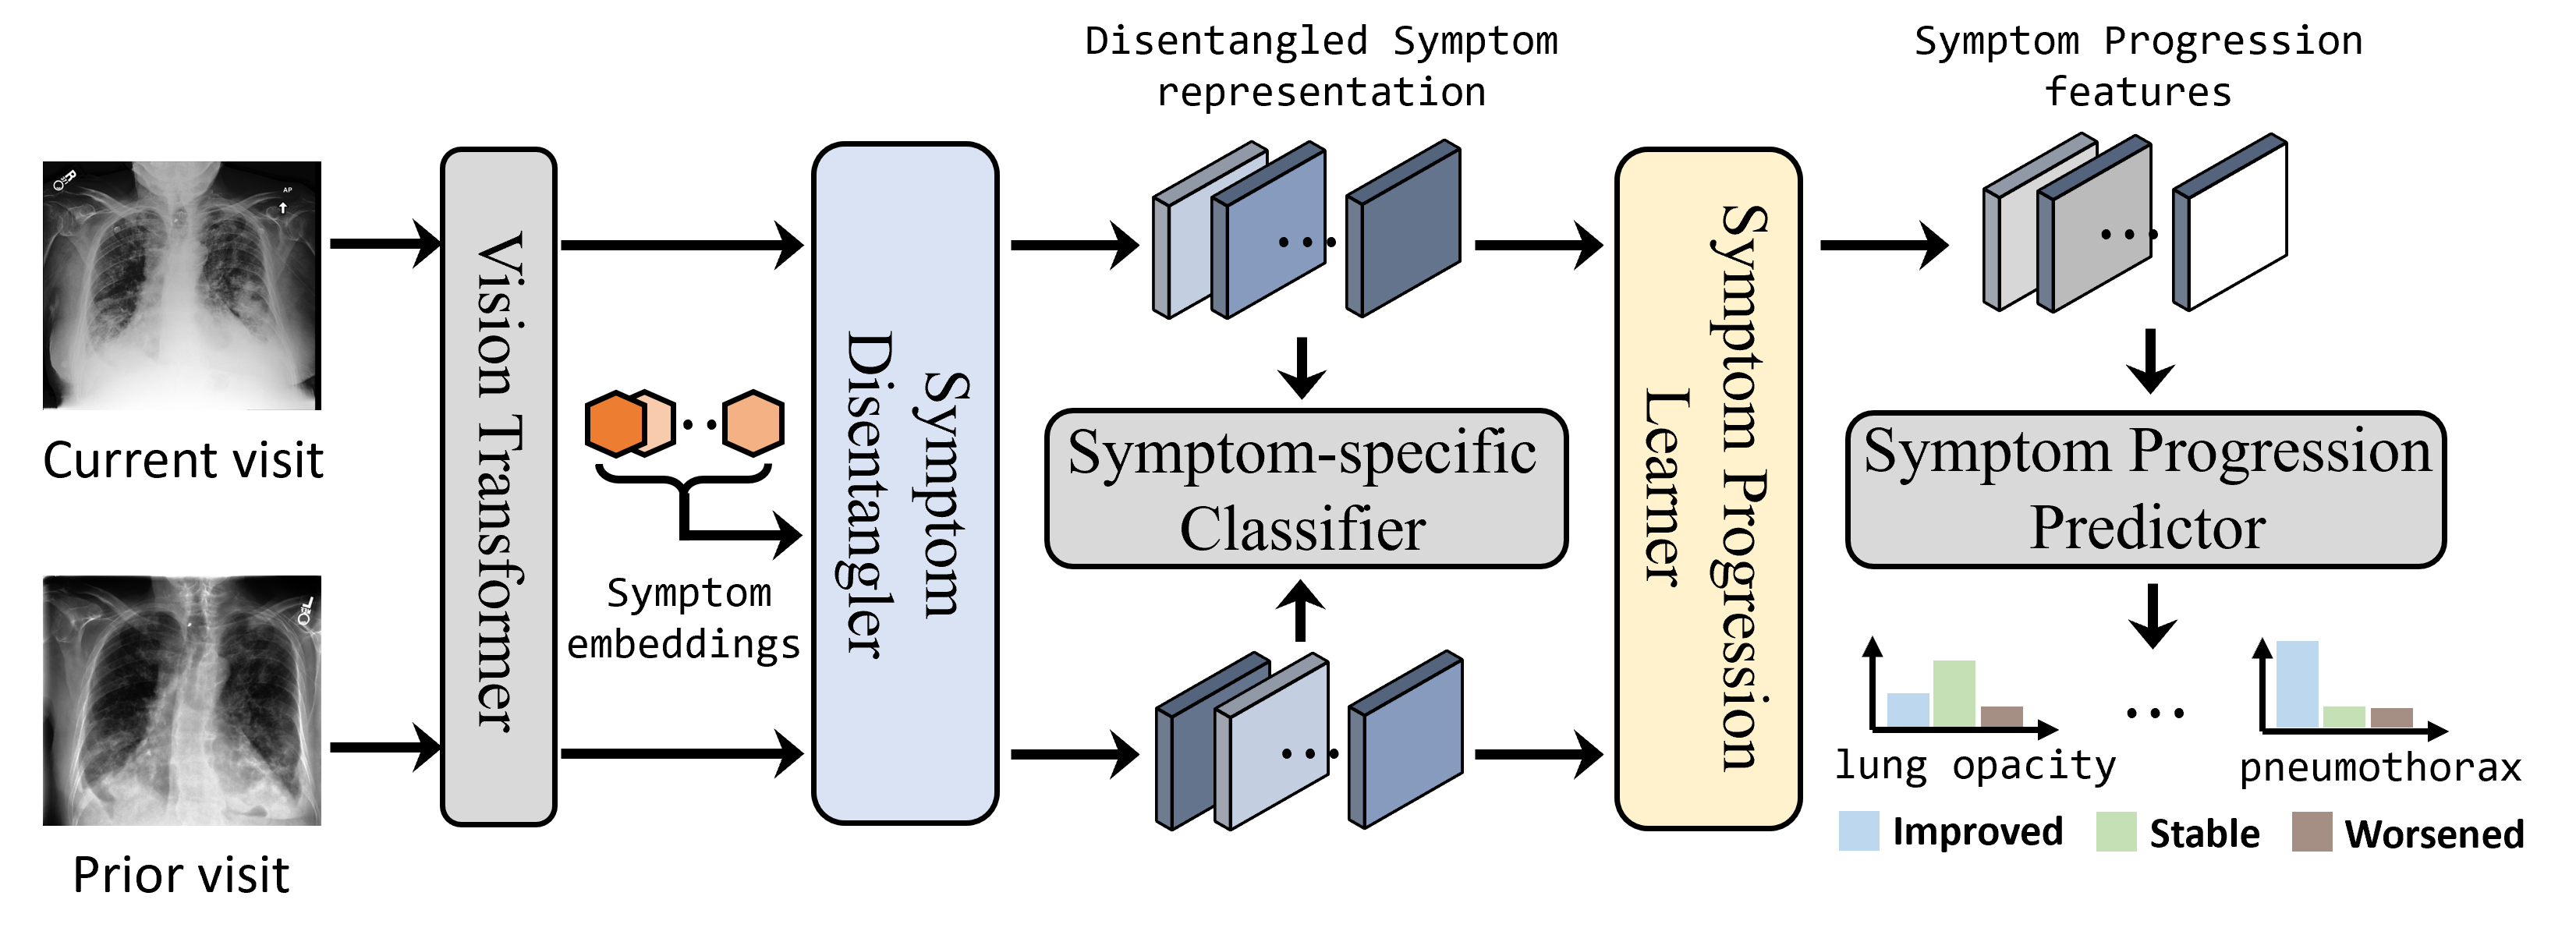 Disentangled Symptom
representation
Symptom Progression
features
AP
Current visit
Prior visit
Vision Transformer
Symptom
embeddings
Symptom
Disentangler
Symptom-specific
Classifier
Symptom Progression
Learner
Symptom Progression
Predictor
lung opacity
pneumothorax
Improved
Stable
Worsened